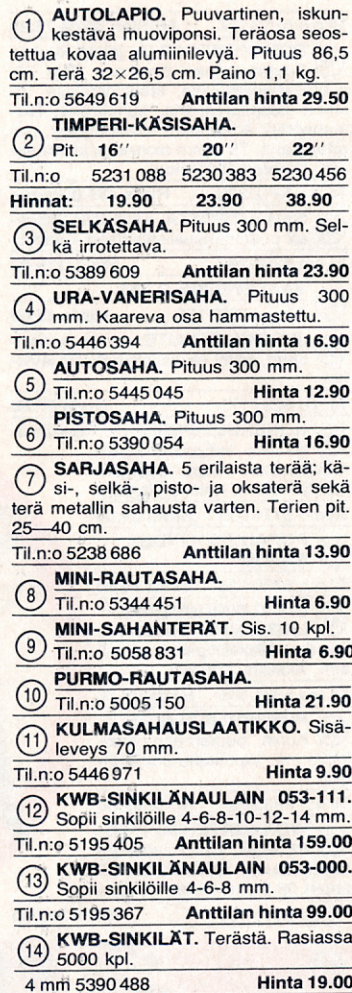 ① AUTOLAPIO. Puuvartinen, iskun-
kestävä muoviponsi. Teräosa seos-
tettua kovaa alumiinilevyä. Pituus 86,5
cm. Terä 32×26,5 cm. Paino 1,1 kg.
Til.n:o 5649 619 Anttilan hinta 29.50
② TIMPERI-KÄSISAHA.
Pit. 16′′ 20′′ 22′′
Til.n:o 5231 088 5230 383 5230 456
Hinnat: 19.90 23.90 38.90
③ SELKÄSAHA. Pituus 300 mm. Sel-
kä irrotettava.
Til.n:o 5389 609 Anttilan hinta 23.90
④ URA-VANERISAHA. Pituus 300
mm. Kaareva osa hammastettu.
Til.n:o 5446 394 Anttilan hinta 16.90
⑤ AUTOSAHA. Pituus 300 mm.
Til.n:o 5445 045 Hinta 12.90
⑥ PISTOSAHA. Pituus 300 mm.
Til.n:o 5390 054 Hinta 16.90
⑦ SARJASAHA. 5 erilaista terää; kä-
si-, selkä-, pisto- ja oksaterä sekä
terä metallin sahausta varten. Terien pit.
25—40 cm.
Til.n:o 5238 686 Anttilan hinta 13.90
⑧ MINI-RAUTASAHA.
Til.n:o 5344 451 Hinta 6.90
⑨ MINI-SAHANTERÄT. Sis. 10 kpl.
Til.n:o 5058 831 Hinta 6.90
⑩ PURMO-RAUTASAHA.
Til.n:o 5005 150 Hinta 21.90
⑪ KULMASAHAUSLAATIKKO. Sisä-
leveys 70 mm.
Til.n:o 5446 971 Hinta 9.90
⑫ KWB-SINKILÄNAULAIN 053-111.
Sopii sinkilöille 4-6-8-10-12-14 mm.
Til.n:o 5195 405 Anttilan hinta 159.00
⑬ KWB-SINKILÄNAULAIN 053-000.
Sopii sinkilöille 4-6-8 mm.
Til.n:o 5195 367 Anttilan hinta 99.00
⑭ KWB-SINKILÄT. Terästä. Rasiassa
5000 kpl.
4 mm 5390 488 Hinta 19.00